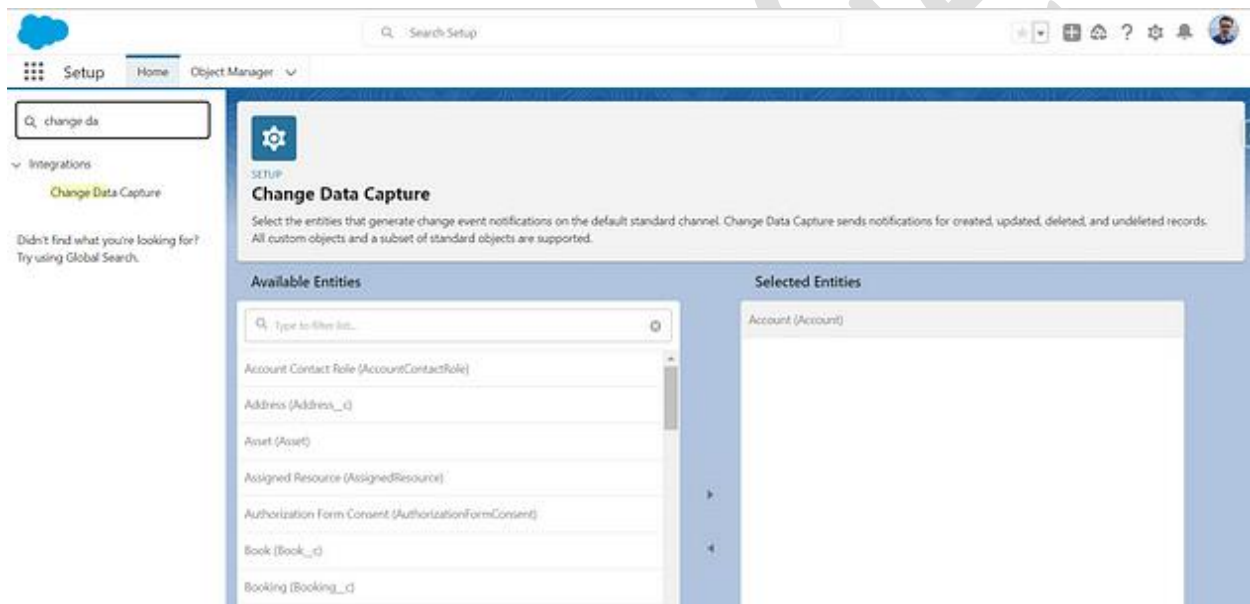 Search Setup
Setup
Home
Object Manager
change da
Integrations
Change Data Capture
Didn't find what you're looking for?
Try using Global Search.
SETUP
Change Data Capture
Select the entities that generate change event notifications on the default standard channel. Change Data Capture sends notifications for created, updated, deleted, and undeleted records.
All custom objects and a subset of standard objects are supported.
Available Entities
Selected Entities
Type to filter list...
Account (Account)
Account Contact Role (AccountContactRole)
Address (Address__c)
Asset (Asset)
Assigned Resource (AssignedResource)
Authorization Form Consent (AuthorizationFormConsent)
Book (Book__c)
Booking (Booking__c)